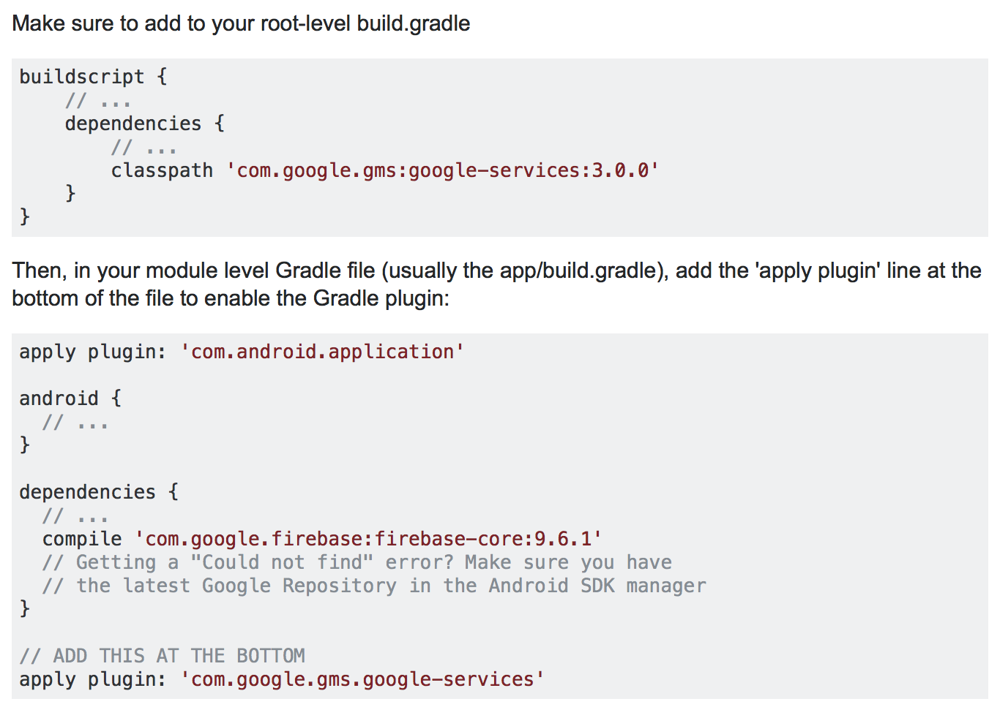 Make sure to add to your root-level build.gradle
buildscript {
    // ...
    dependencies {
        // ...
        classpath 'com.google.gms:google-services:3.0.0'
    }
}
Then, in your module level Gradle file (usually the app/build.gradle), add the 'apply plugin' line at the
bottom of the file to enable the Gradle plugin:
apply plugin: 'com.android.application'
android {
  // ...
}
dependencies {
  // ...
  compile 'com.google.firebase:firebase-core:9.6.1'
  // Getting a "Could not find" error? Make sure you have
  // the latest Google Repository in the Android SDK manager
}
// ADD THIS AT THE BOTTOM
apply plugin: 'com.google.gms.google-services'